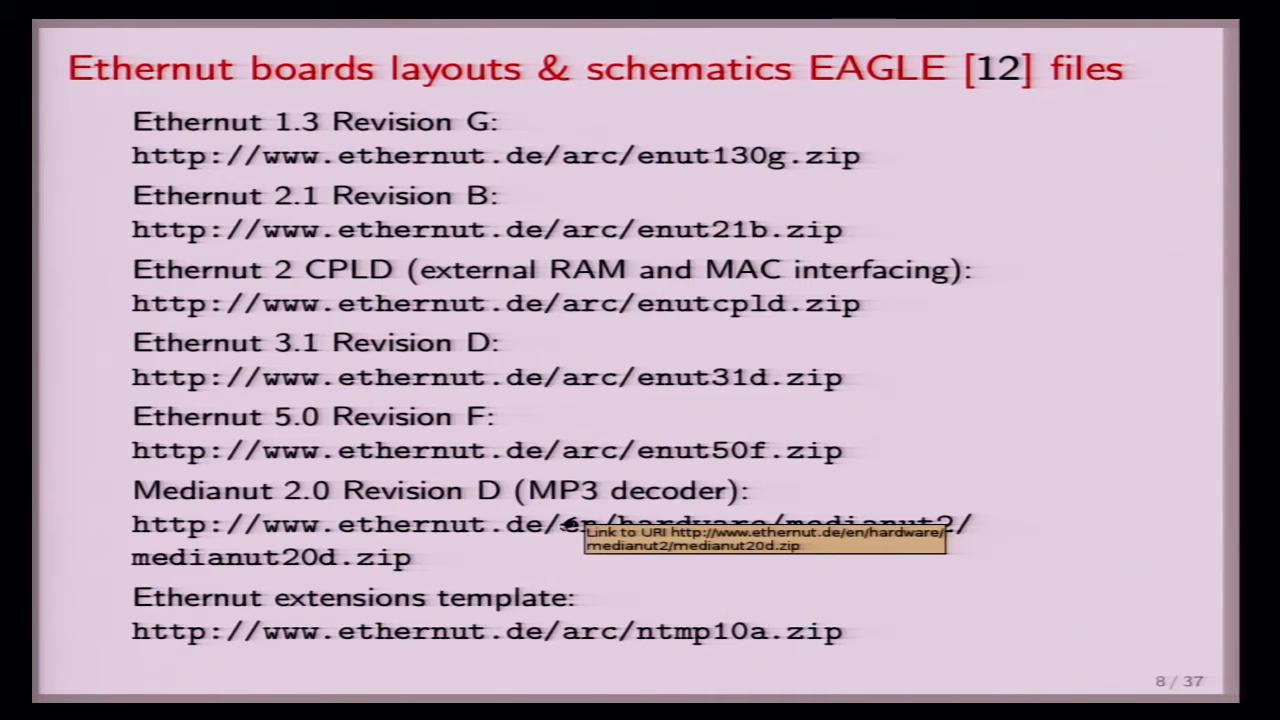 Ethernut boards layouts & schematics EAGLE [12] files
Ethernut 1.3 Revision G:
http://www.ethernut.de/arc/enut130g.zip
Ethernut 2.1 Revision B:
http://www.ethernut.de/arc/enut21b.zip
Ethernut 2 CPLD (external RAM and MAC interfacing):
http://www.ethernut.de/arc/enutcpld.zip
Ethernut 3.1 Revision D:
http://www.ethernut.de/arc/enut31d.zip
Ethernut 5.0 Revision F:
http://www.ethernut.de/arc/enut50f.zip
Medianut 2.0 Revision D (MP3 decoder):
http://www.ethernut.de/en/hardware/medianut2/
Link to URI http://www.ethernut.de/en/hardware/
medianut2/medianut20d.zip
medianut20d.zip
Ethernut extensions template:
http://www.ethernut.de/arc/ntmp10a.zip
8 / 37